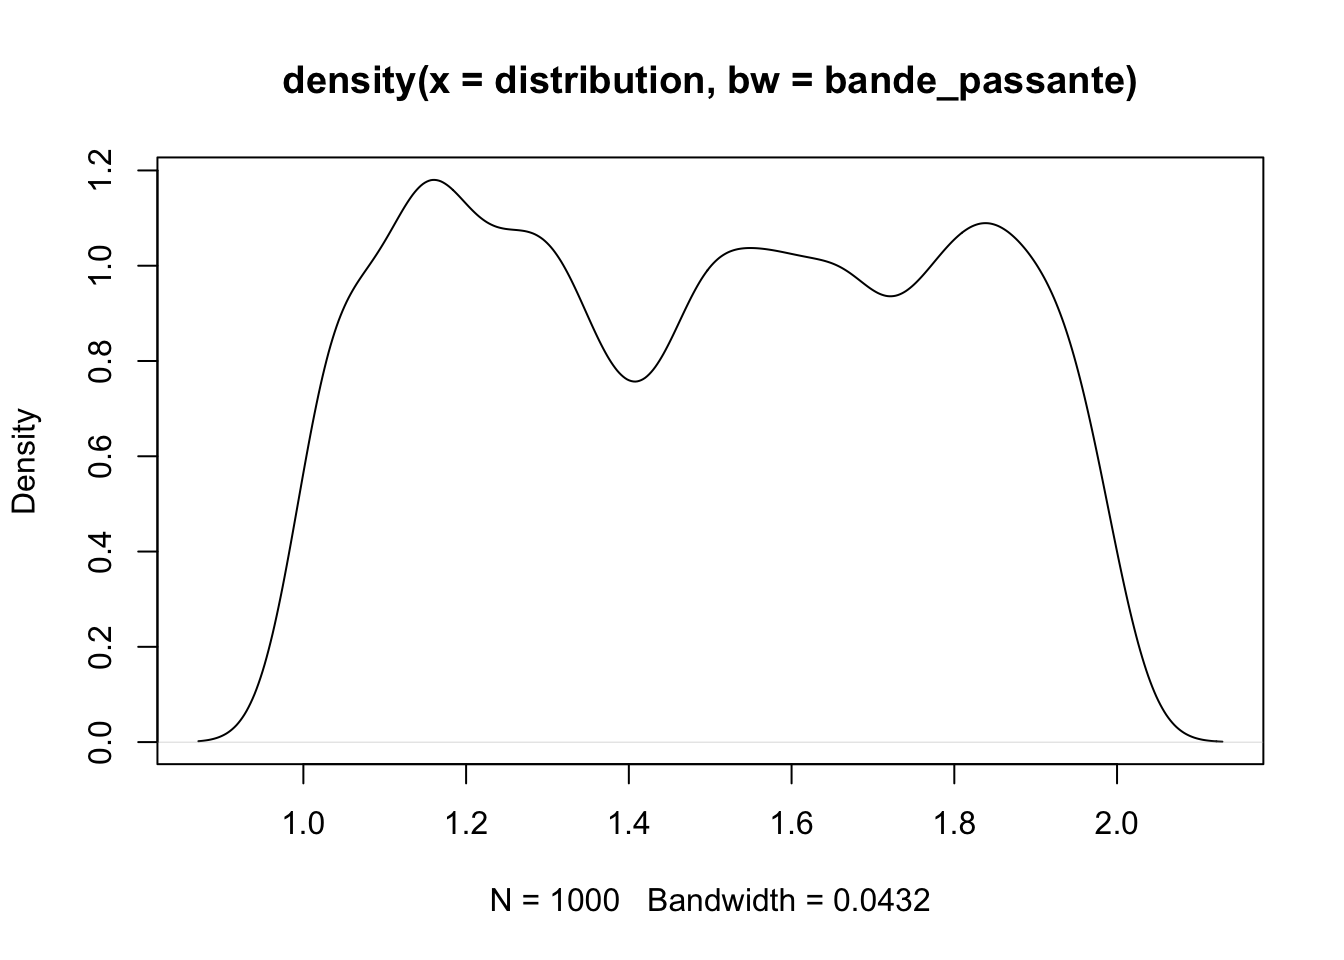 density(x = distribution, bw = bande_passante)
Density
0.0 0.2 0.4 0.6 0.8 1.0 1.2
1.0 1.2 1.4 1.6 1.8 2.0
N = 1000 Bandwidth = 0.0432